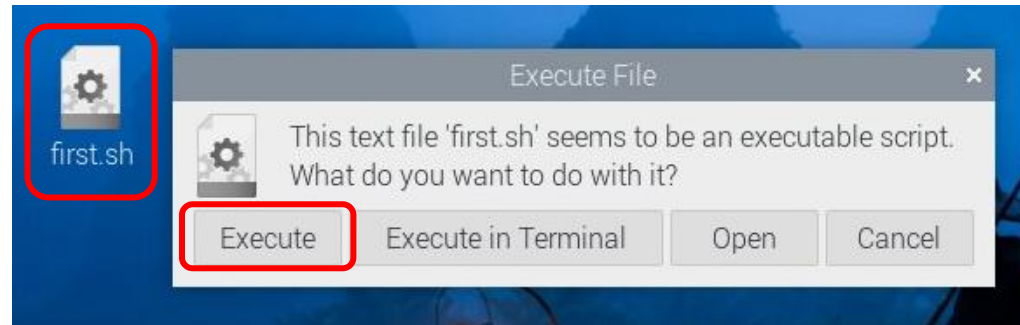 first.sh
Execute File
This text file 'first.sh' seems to be an executable script.
What do you want to do with it?
Execute
Execute in Terminal
Open
Cancel